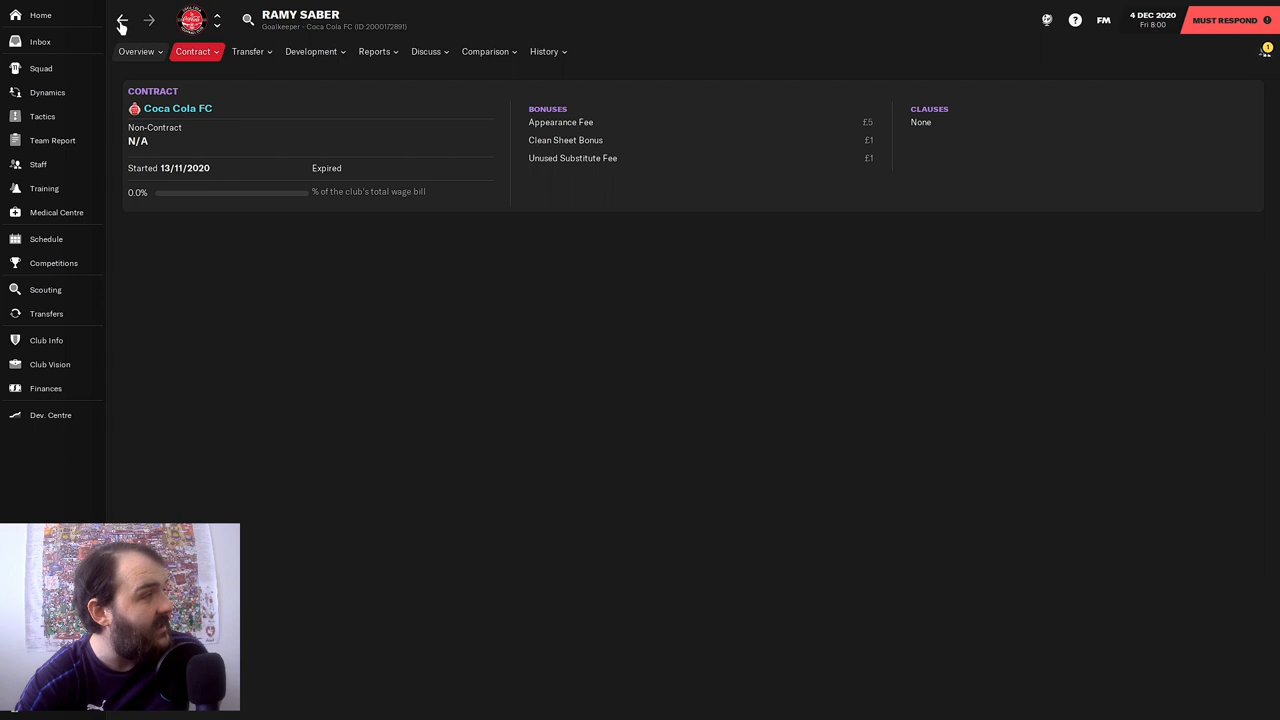 Home
Inbox
Squad
Dynamics
Tactics
Team Report
Staff
Training
Medical Centre
Schedule
Competitions
Scouting
Transfers
Club Info
Club Vision
Finances
Dev. Centre
RAMY SABER
Goalkeeper - Coca Cola FC (ID:2000172891)
FM
4 DEC 2020
Fri 8:00
MUST RESPOND
1
Overview
Contract
Transfer
Development
Reports
Discuss
Comparison
History
CONTRACT
Coca Cola FC
Non-Contract
N/A
Started 13/11/2020 Expired
0.0% % of the club's total wage bill
BONUSES
Appearance Fee £5
Clean Sheet Bonus £1
Unused Substitute Fee £1
CLAUSES
None